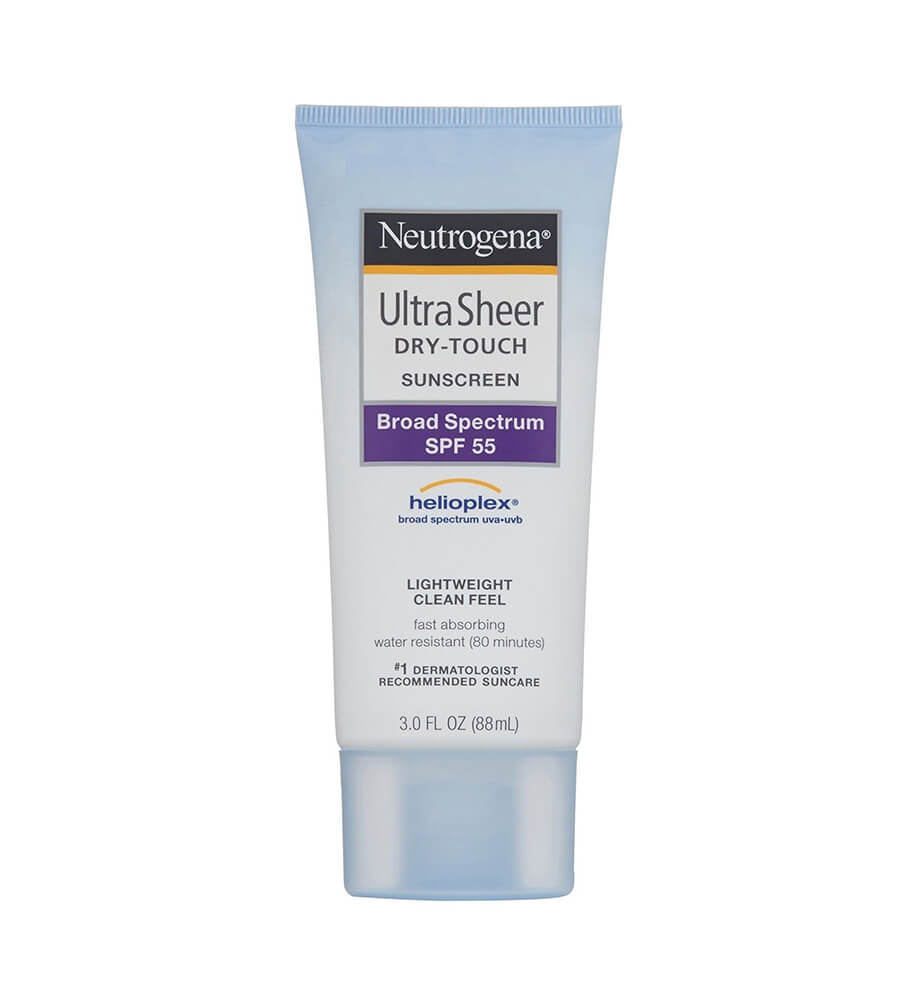 Neutrogena®
Ultra Sheer
DRY-TOUCH
SUNSCREEN
Broad Spectrum
SPF 55
helioplex®
broad spectrum uva•uvb
LIGHTWEIGHT
CLEAN FEEL
fast absorbing
water resistant (80 minutes)
#1 DERMATOLOGIST
RECOMMENDED SUNCARE
3.0 FL OZ (88mL)